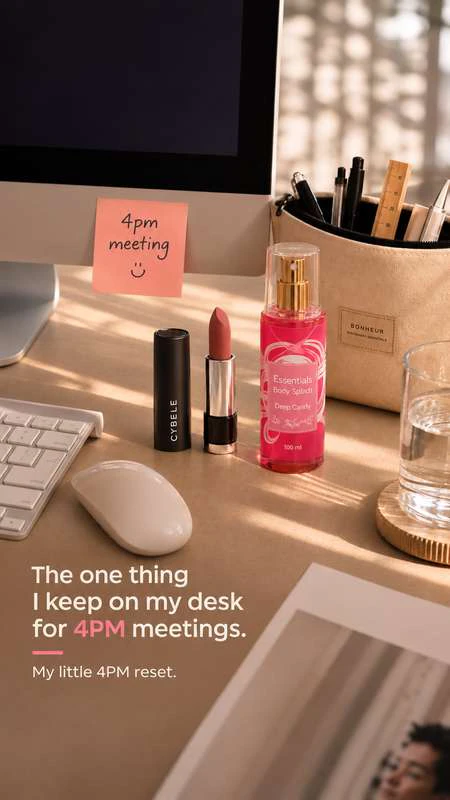 4pm
meeting
BONHEUR
CYBELE
Essentials
Body Splash
Deep Candy
100 ml
The one thing
I keep on my desk
for 4PM meetings.
My little 4PM reset.